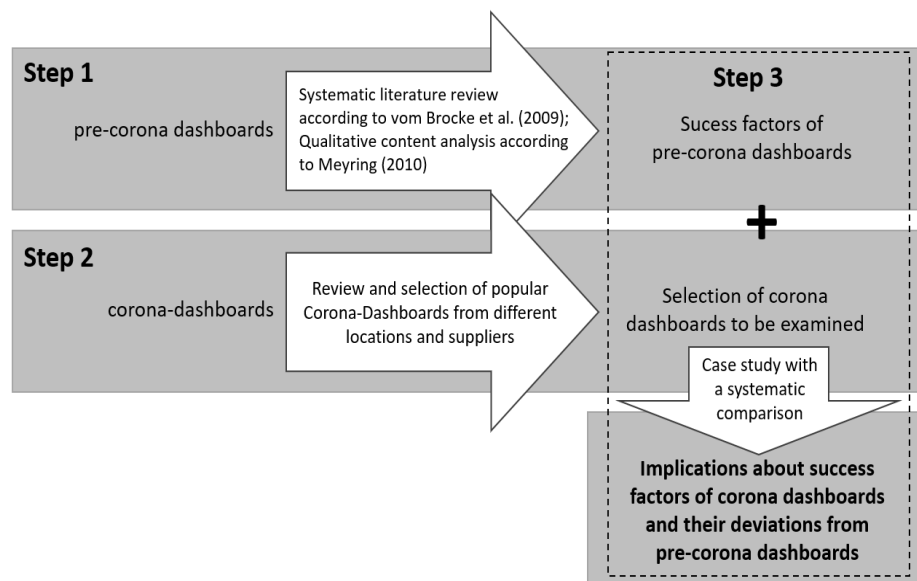 Step 1
pre-corona dashboards
Systematic literature review
according to vom Brocke et al. (2009);
Qualitative content analysis according
to Meyring (2010)
Step 3
Sucess factors of
pre-corona dashboards
+
Step 2
corona-dashboards
Review and selection of popular
Corona-Dashboards from different
locations and suppliers
Selection of corona
dashboards to be examined
Case study with
a systematic
comparison
Implications about success
factors of corona dashboards
and their deviations from
pre-corona dashboards